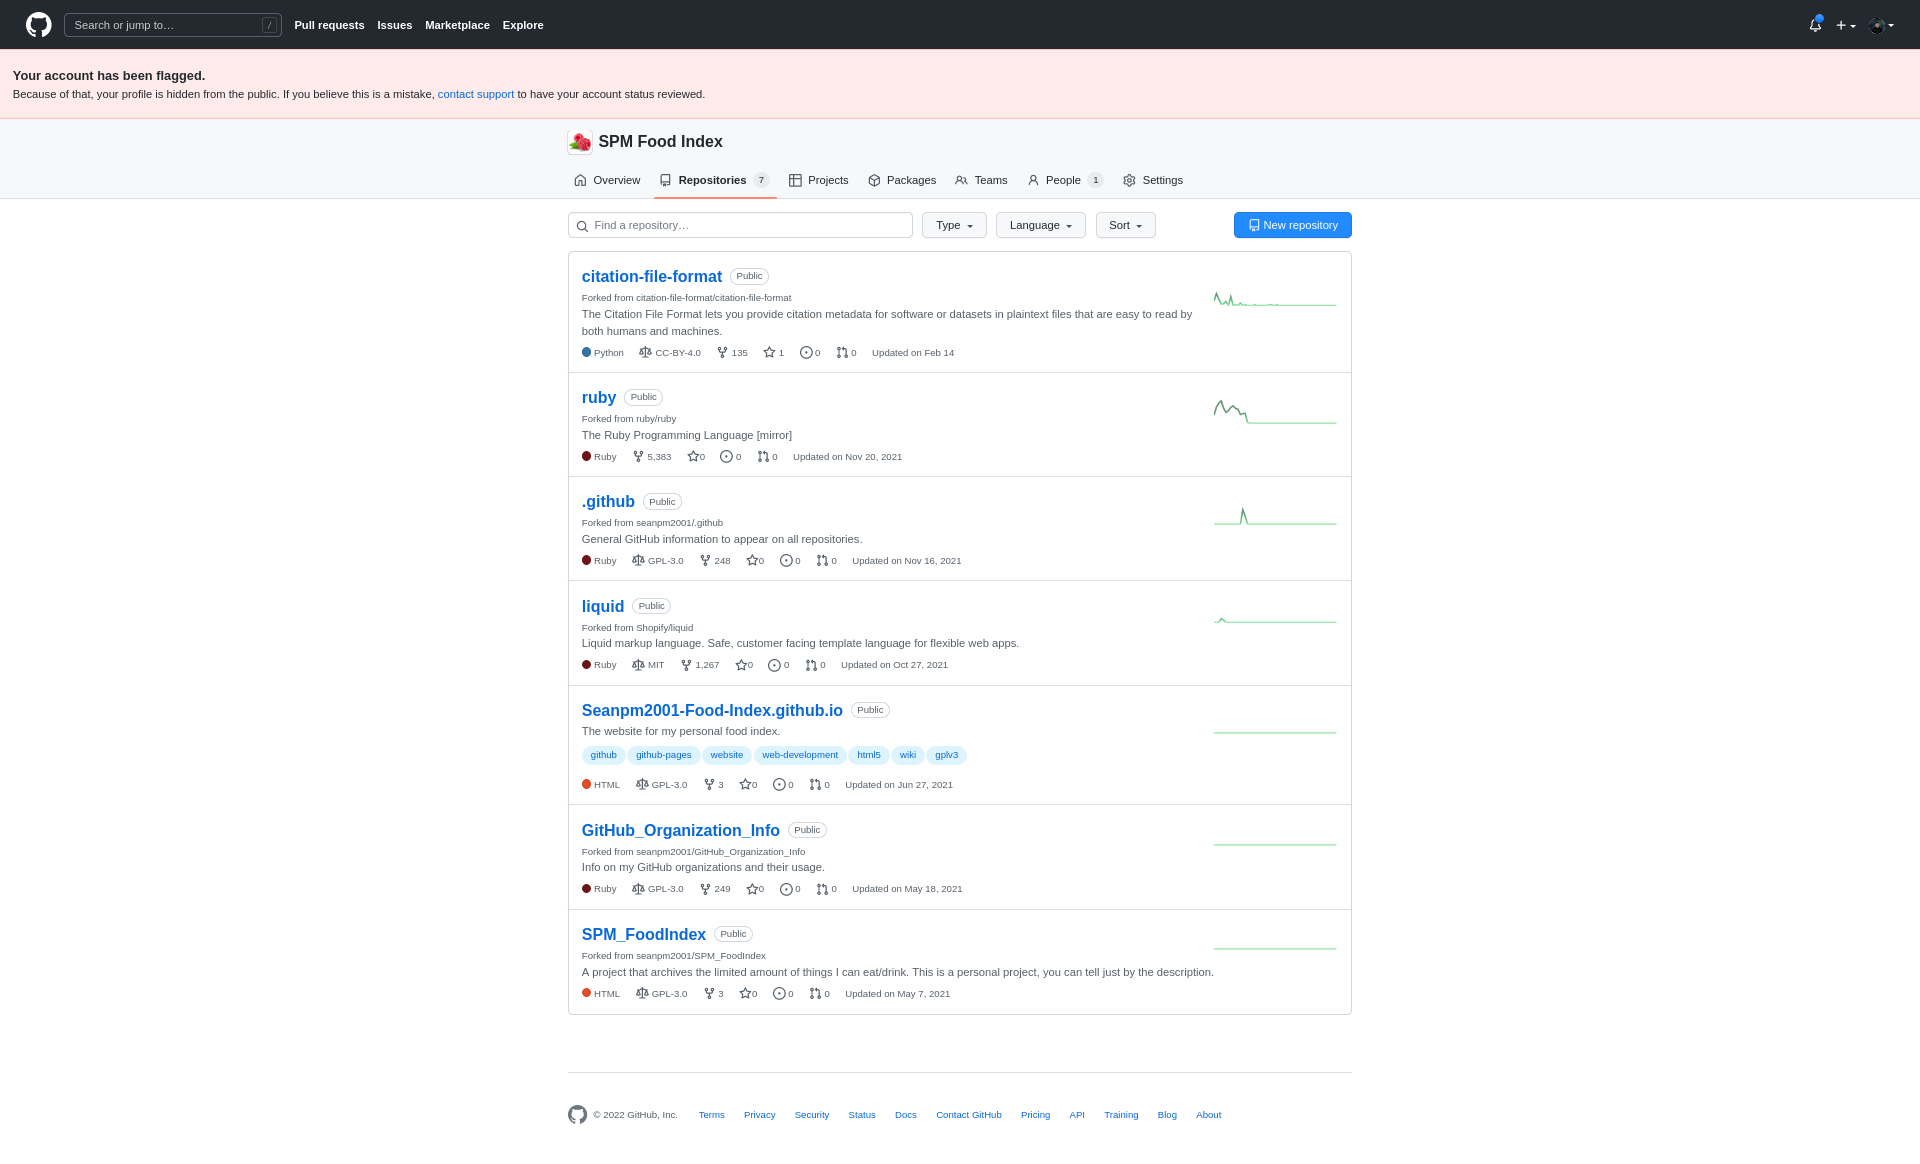 Search or jump to… / Pull requests Issues Marketplace Explore
Your account has been flagged.
Because of that, your profile is hidden from the public. If you believe this is a mistake, contact support to have your account status reviewed.
SPM Food Index
Overview Repositories 7 Projects Packages Teams People 1 Settings
Find a repository… Type Language Sort New repository
citation-file-format Public
Forked from citation-file-format/citation-file-format
The Citation File Format lets you provide citation metadata for software or datasets in plaintext files that are easy to read by
both humans and machines.
Python CC-BY-4.0 135 1 0 0 Updated on Feb 14
ruby Public
Forked from ruby/ruby
The Ruby Programming Language [mirror]
Ruby 5,383 0 0 0 Updated on Nov 20, 2021
.github Public
Forked from seanpm2001/.github
General GitHub information to appear on all repositories.
Ruby GPL-3.0 248 0 0 0 Updated on Nov 16, 2021
liquid Public
Forked from Shopify/liquid
Liquid markup language. Safe, customer facing template language for flexible web apps.
Ruby MIT 1,267 0 0 0 Updated on Oct 27, 2021
Seanpm2001-Food-Index.github.io Public
The website for my personal food index.
github github-pages website web-development html5 wiki gplv3
HTML GPL-3.0 3 0 0 0 Updated on Jun 27, 2021
GitHub_Organization_Info Public
Forked from seanpm2001/GitHub_Organization_Info
Info on my GitHub organizations and their usage.
Ruby GPL-3.0 249 0 0 0 Updated on May 18, 2021
SPM_FoodIndex Public
Forked from seanpm2001/SPM_FoodIndex
A project that archives the limited amount of things I can eat/drink. This is a personal project, you can tell just by the description.
HTML GPL-3.0 3 0 0 0 Updated on May 7, 2021
© 2022 GitHub, Inc. Terms Privacy Security Status Docs Contact GitHub Pricing API Training Blog About